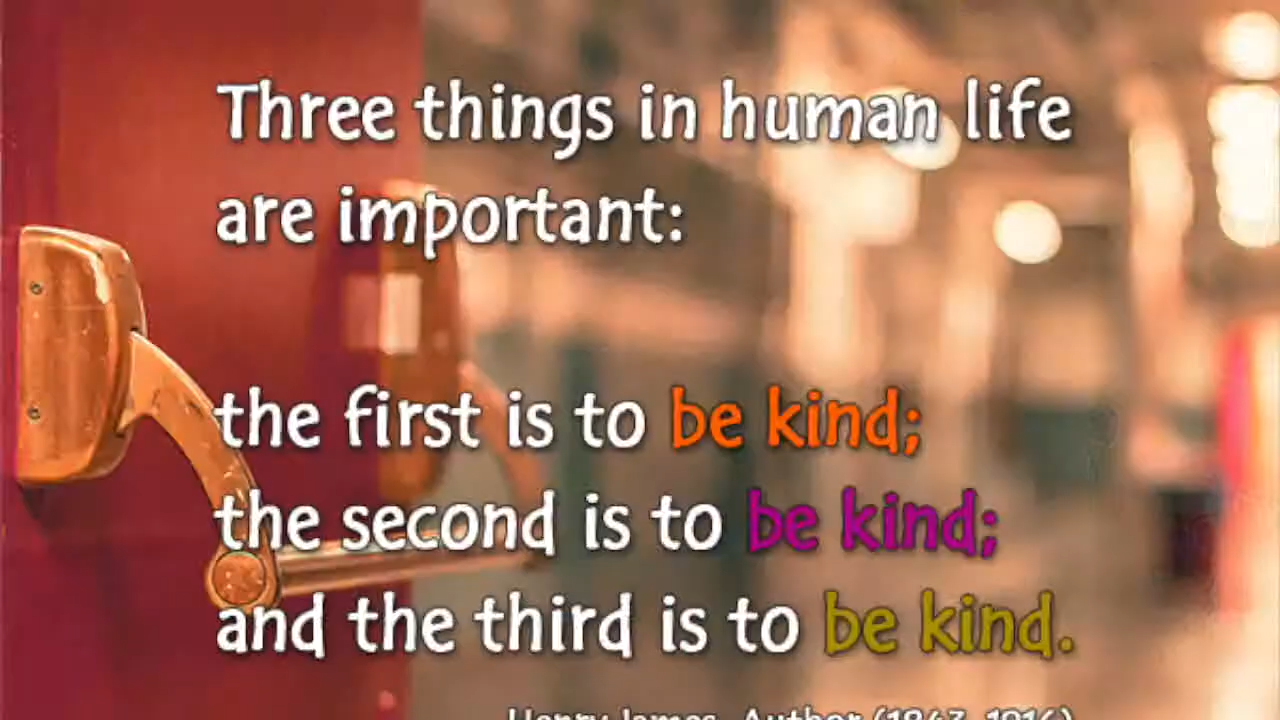 Three things in human life
are important:
the first is to be kind;
the second is to be kind;
and the third is to be kind.
Henry James, Author (1843-1916)